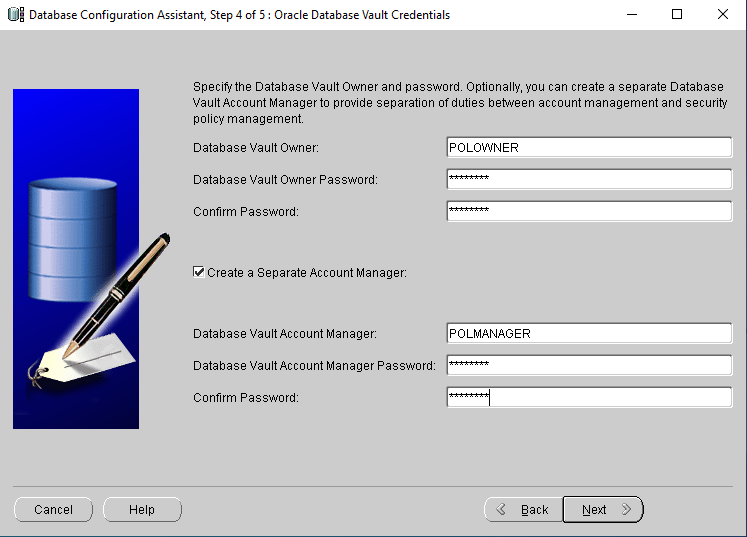 Database Configuration Assistant, Step 4 of 5 : Oracle Database Vault Credentials
Specify the Database Vault Owner and password. Optionally, you can create a separate Database
Vault Account Manager to provide separation of duties between account management and security
policy management.
Database Vault Owner: POLOWNER
Database Vault Owner Password: ********
Confirm Password: ********
Create a Separate Account Manager:
Database Vault Account Manager: POLMANAGER
Database Vault Account Manager Password: ********
Confirm Password: ********
Cancel Help Back Next